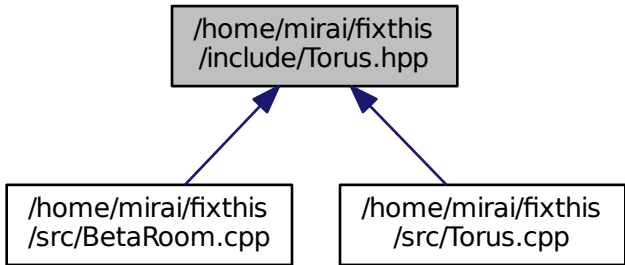 /home/mirai/fixthis
/include/Torus.hpp
/home/mirai/fixthis
/src/BetaRoom.cpp
/home/mirai/fixthis
/src/Torus.cpp